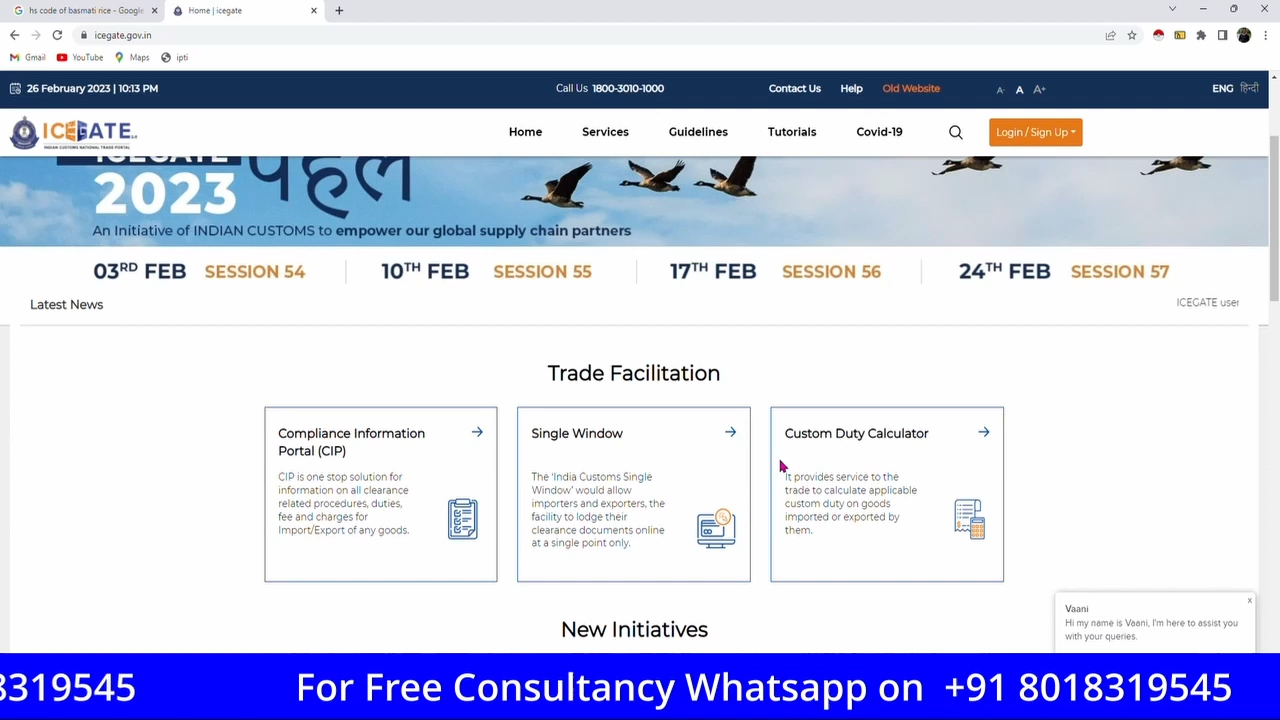 hs code of basmati rice - Google
Home | icegate
icegate.gov.in
Gmail
YouTube
Maps
ipti
26 February 2023 | 10:13 PM
Call Us 1800-3010-1000
Contact Us
Help
Old Website
A-
A
A+
ENG
हिन्दी
ICEGATE
INDIAN CUSTOMS NATIONAL TRADE PORTAL
Home
Services
Guidelines
Tutorials
Covid-19
Login / Sign Up
ICEGATE
पहल
2023
An Initiative of INDIAN CUSTOMS to empower our global supply chain partners
03RD FEB SESSION 54
10TH FEB SESSION 55
17TH FEB SESSION 56
24TH FEB SESSION 57
Latest News
ICEGATE user
Trade Facilitation
Compliance Information
Portal (CIP)
CIP is one stop solution for
information on all clearance
related procedures, duties,
fee and charges for
Import/Export of any goods.
Single Window
The 'India Customs Single
Window' would allow
importers and exporters, the
facility to lodge their
clearance documents online
at a single point only.
Custom Duty Calculator
It provides service to the
trade to calculate applicable
custom duty on goods
imported or exported by
them.
New Initiatives
Vaani
x
Hi my name is Vaani, I'm here to assist you
with your queries.
8319545 For Free Consultancy Whatsapp on +91 8018319545